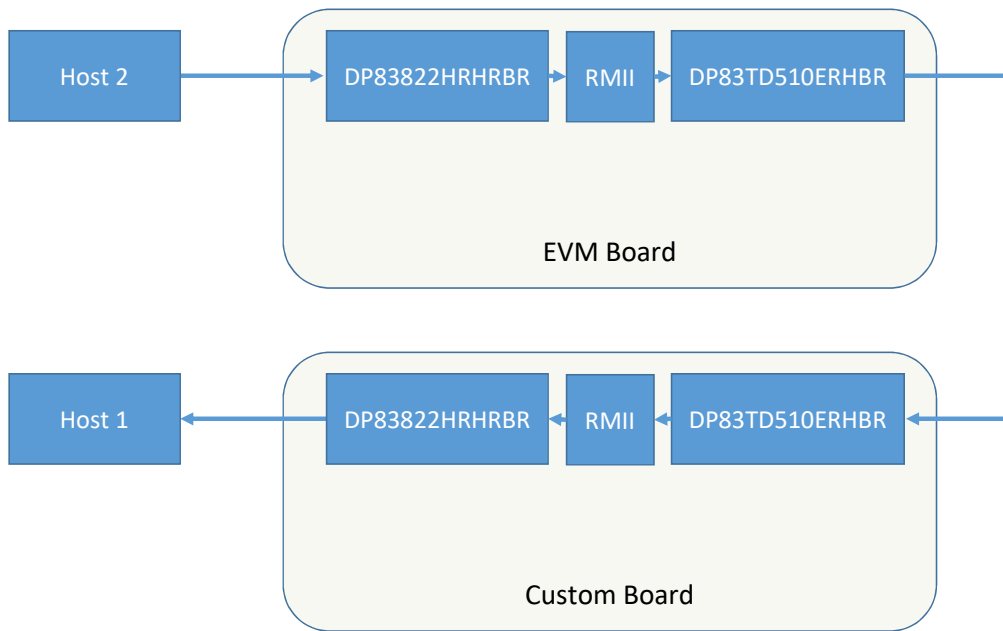 Host 2
DP83822HRHRBR
RMII
DP83TD510ERHBR
EVM Board
Host 1
DP83822HRHRBR
RMII
DP83TD510ERHBR
Custom Board